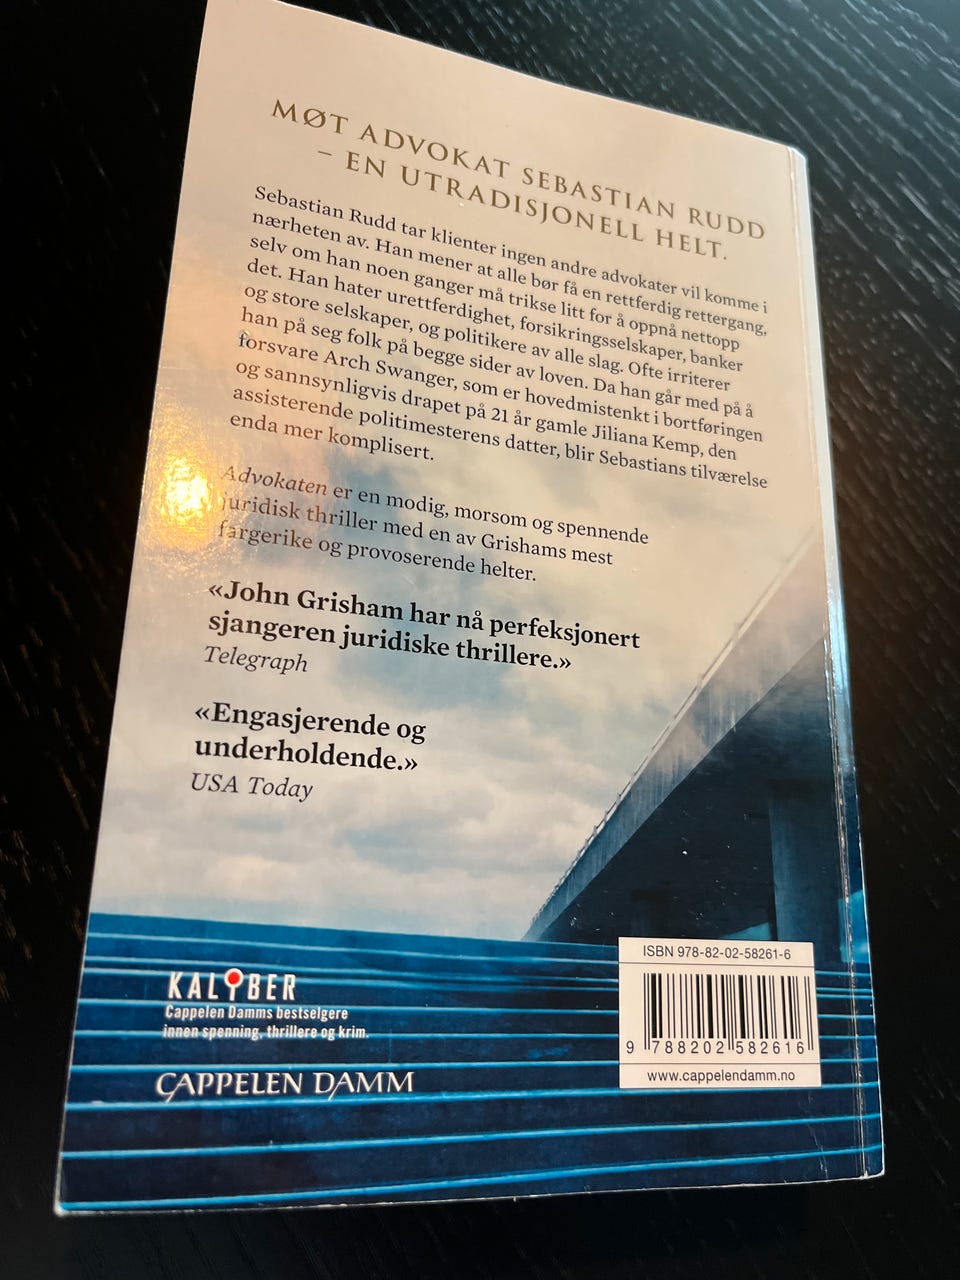 MØT ADVOKAT SEBASTIAN RUDD
– EN UTRADISJONELL HELT.
Sebastian Rudd tar klienter ingen andre advokater vil komme i
nærheten av. Han mener at alle bør få en rettferdig rettergang,
selv om han noen ganger må trikse litt for å oppnå nettopp
det. Han hater urettferdighet, forsikringsselskaper, banker
og store selskaper, og politikere av alle slag. Ofte irriterer
han på seg folk på begge sider av loven. Da han går med på å
forsvare Arch Swanger, som er hovedmistenkt i bortføringen
og sannsynligvis drapet på 21 år gamle Jiliana Kemp, den
assisterende politimesterens datter, blir Sebastians tilværelse
enda mer komplisert.
Advokaten er en modig, morsom og spennende
juridisk thriller med en av Grishams mest
fargerike og provoserende helter.
«John Grisham har nå perfeksjonert
sjangeren juridiske thrillere.»
Telegraph
«Engasjerende og
underholdende.»
USA Today
KALIBER
Cappelen Damms bestselgere
innen spenning, thrillere og krim.
CAPPELEN DAMM
ISBN 978-82-02-58261-6
9 788202 582616
www.cappelendamm.no